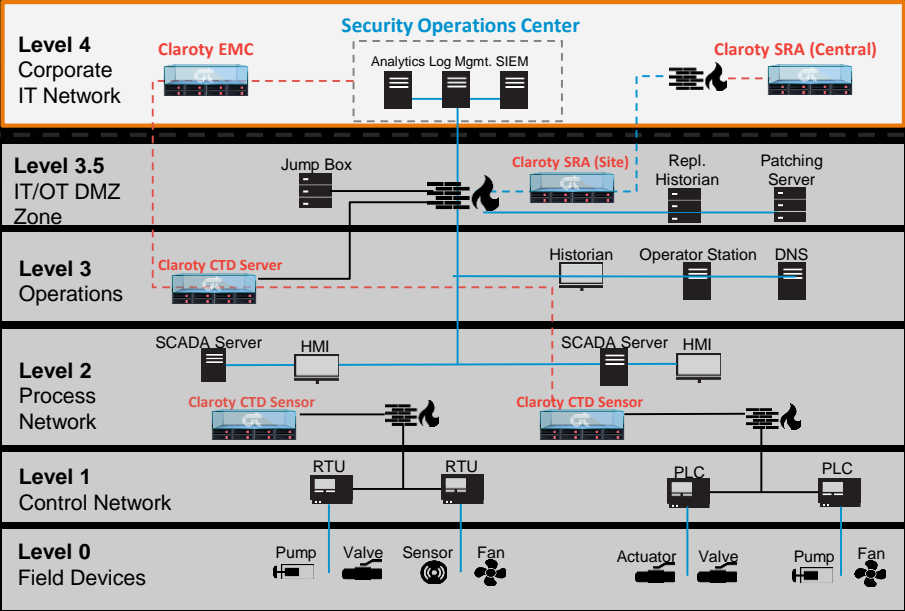 Security Operations Center
Level 4
Corporate
IT Network
Claroty EMC
Analytics Log Mgmt. SIEM
Claroty SRA (Central)
Level 3.5
IT/OT DMZ
Zone
Jump Box
Claroty SRA (Site)
Repl.
Historian
Patching
Server
Level 3
Operations
Claroty CTD Server
Historian
Operator Station
DNS
Level 2
Process
Network
SCADA Server
HMI
SCADA Server
HMI
Claroty CTD Sensor
Claroty CTD Sensor
Level 1
Control Network
RTU
RTU
PLC
PLC
Level 0
Field Devices
Pump
Valve
Sensor
Fan
Actuator
Valve
Pump
Fan